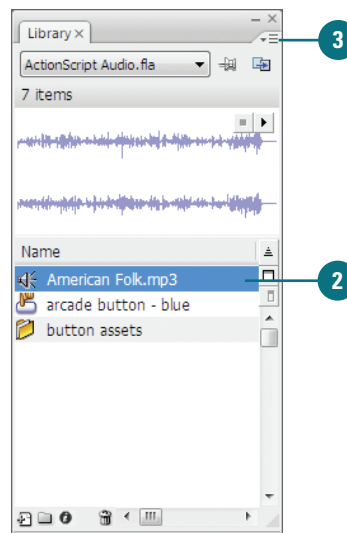 Library ×
3
ActionScript Audio.fla
7 items
Name
American Folk.mp3
2
arcade button - blue
button assets